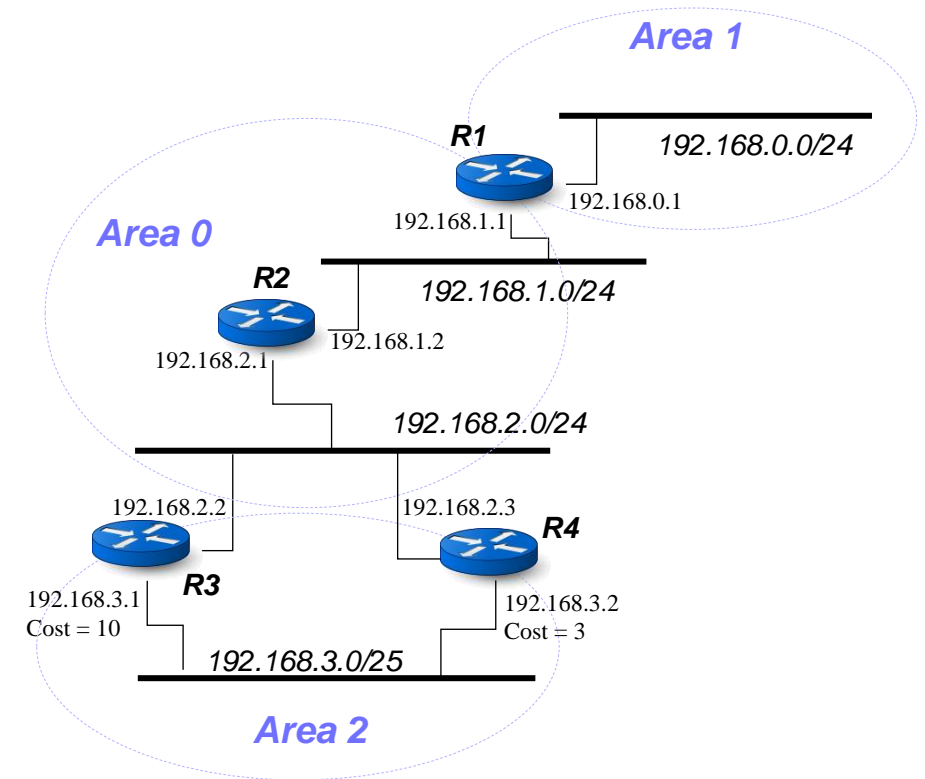 Area 1
R1
192.168.0.0/24
192.168.0.1
192.168.1.1
Area 0
R2
192.168.1.0/24
192.168.1.2
192.168.2.1
192.168.2.0/24
192.168.2.2
192.168.2.3
R4
R3
192.168.3.1
Cost = 10
192.168.3.2
Cost = 3
192.168.3.0/25
Area 2